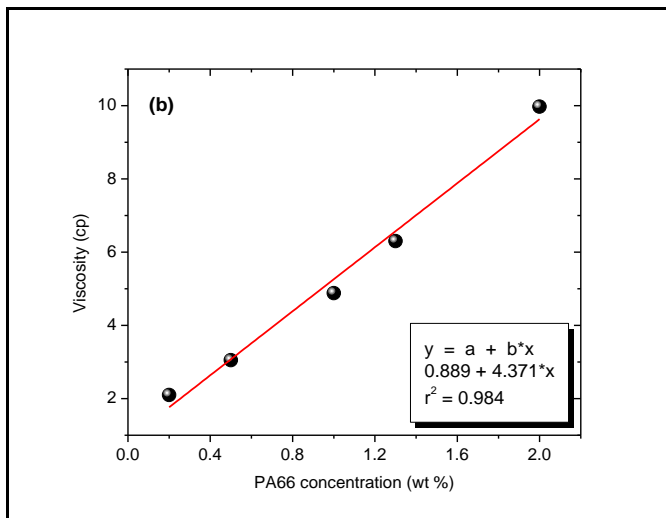 (b)
10
8
6
4
2
Viscosity (cp)
y = a + b*x
0.889 + 4.371*x
r² = 0.984
0.0 0.4 0.8 1.2 1.6 2.0
PA66 concentration (wt %)